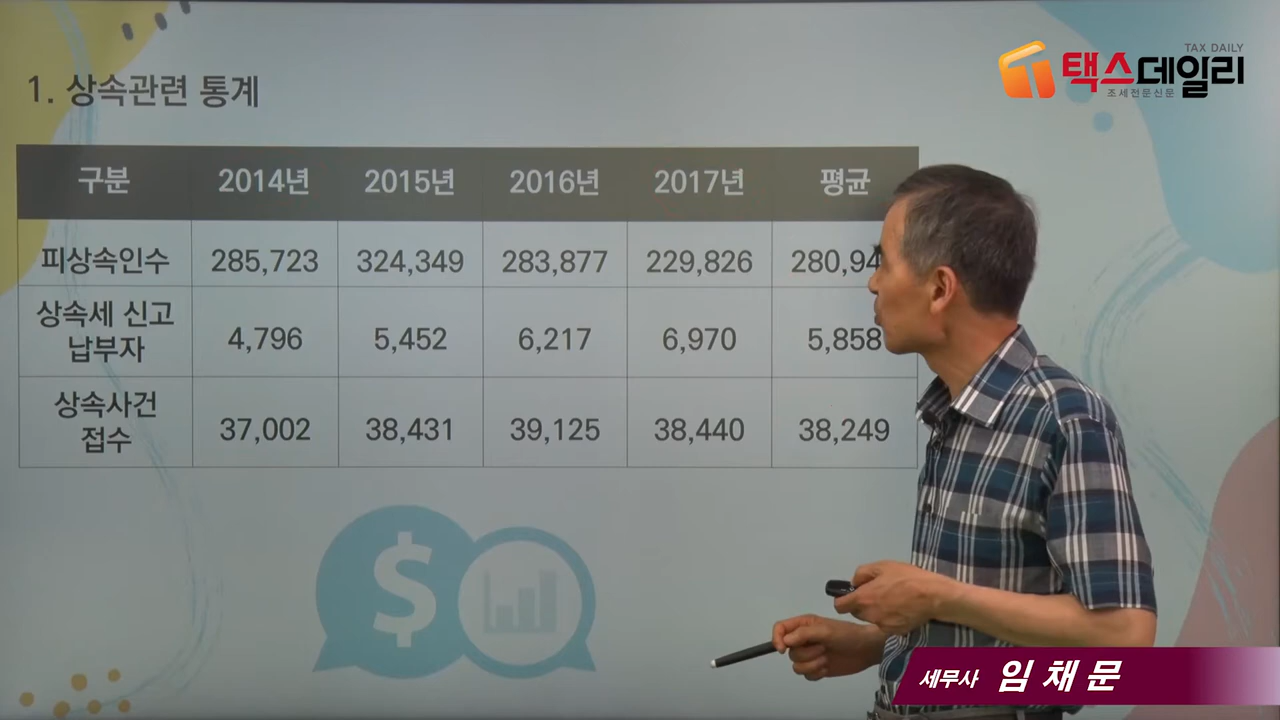 TAX DAILY
택스데일리
조세전문신문
1. 상속관련 통계
구분 2014년 2015년 2016년 2017년 평균
피상속인수 285,723 324,349 283,877 229,826
상속세 신고
납부자 4,796 5,452 6,217 6,970 5,858
상속사건
접수 37,002 38,431 39,125 38,440 38,249
$
세무사 임채문